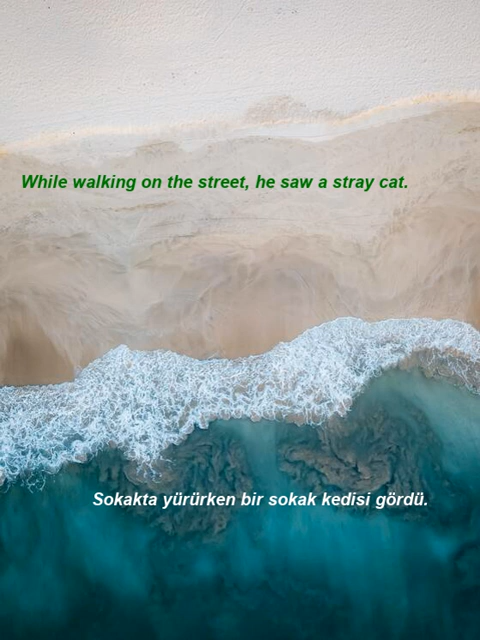 While walking on the street, he saw a stray cat.
Sokakta yürürken bir sokak kedisi gördü.